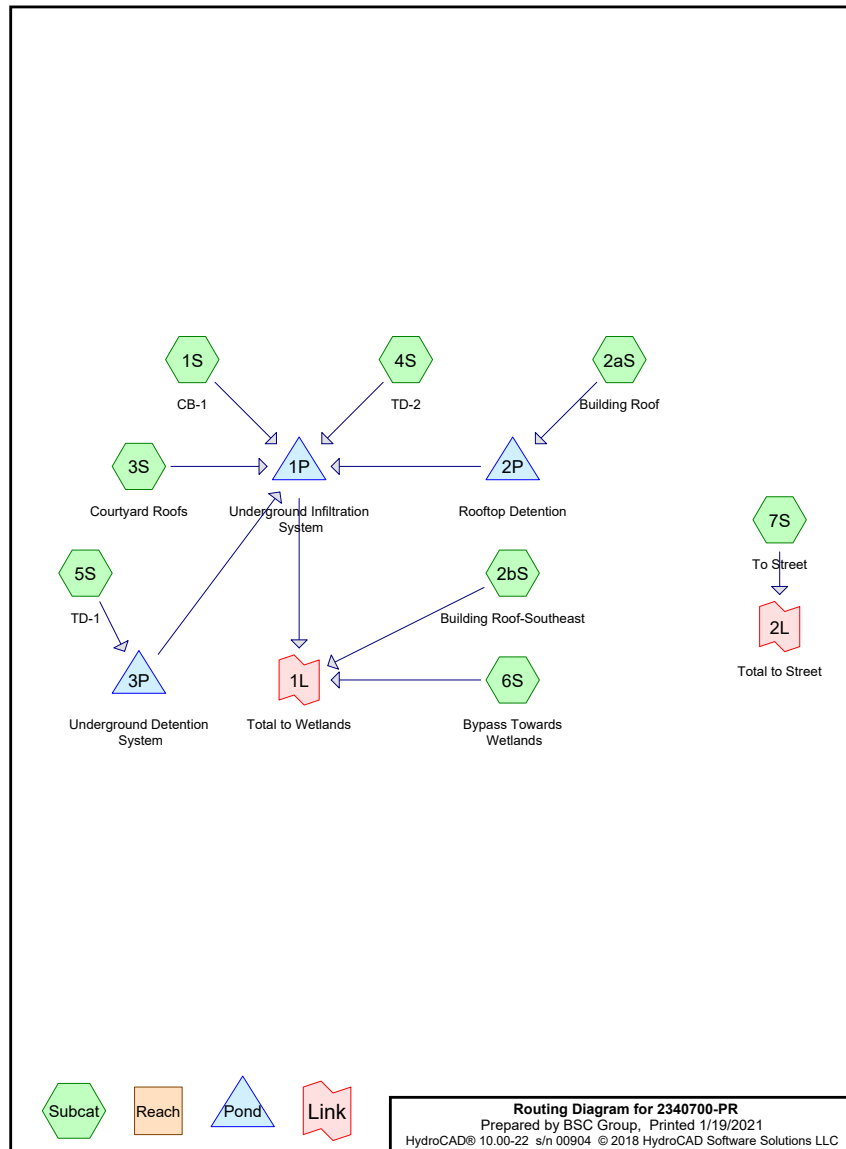 1S
4S
2aS
CB-1
TD-2
Building Roof
3S
1P
2P
Courtyard Roofs
Underground Infiltration
System
Rooftop Detention
7S
To Street
5S
2bS
TD-1
Building Roof-Southeast
2L
Total to Street
3P
1L
6S
Underground Detention
System
Total to Wetlands
Bypass Towards
Wetlands
Subcat
Reach
Pond
Link
Routing Diagram for 2340700-PR
Prepared by BSC Group, Printed 1/19/2021
HydroCAD® 10.00-22 s/n 00904 © 2018 HydroCAD Software Solutions LLC